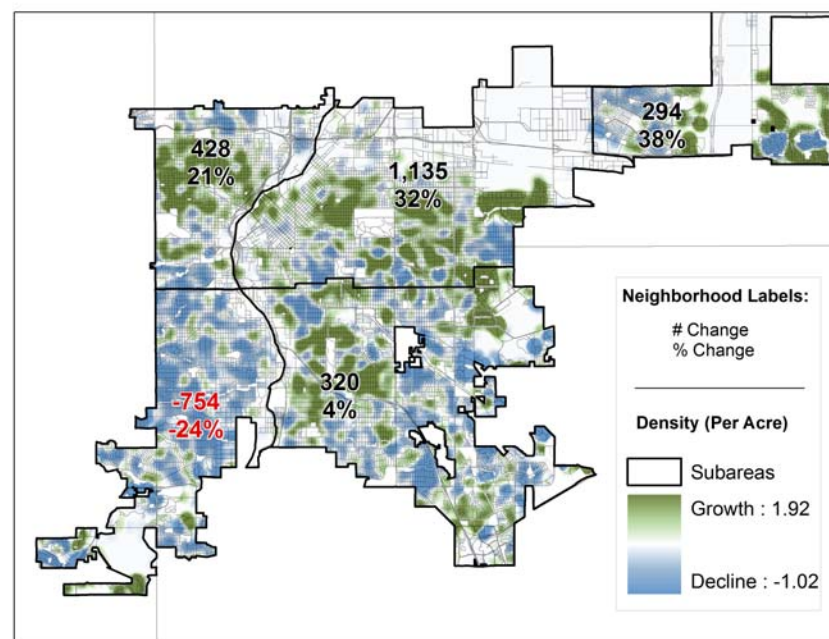 294
38%
428
21%
1,135
32%
320
4%
-754
-24%
Neighborhood Labels:
# Change
% Change
Density (Per Acre)
Subareas
Growth : 1.92
Decline : -1.02